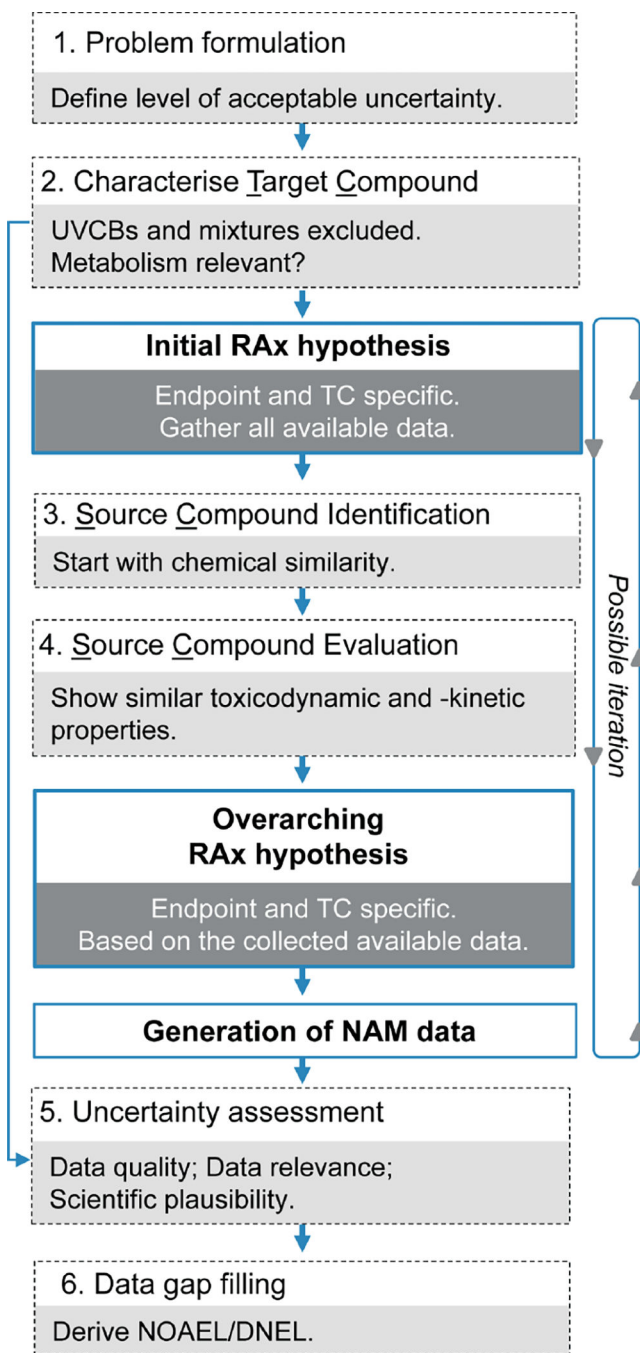 1. Problem formulation
Define level of acceptable uncertainty.
2. Characterise Target Compound
UVCBs and mixtures excluded.
Metabolism relevant?
Initial RAx hypothesis
Endpoint and TC specific.
Gather all available data.
3. Source Compound Identification
Start with chemical similarity.
4. Source Compound Evaluation
Show similar toxicodynamic and -kinetic
properties.
Overarching
RAx hypothesis
Endpoint and TC specific.
Based on the collected available data.
Generation of NAM data
Possible iteration
5. Uncertainty assessment
Data quality; Data relevance;
Scientific plausibility.
6. Data gap filling
Derive NOAEL/DNEL.